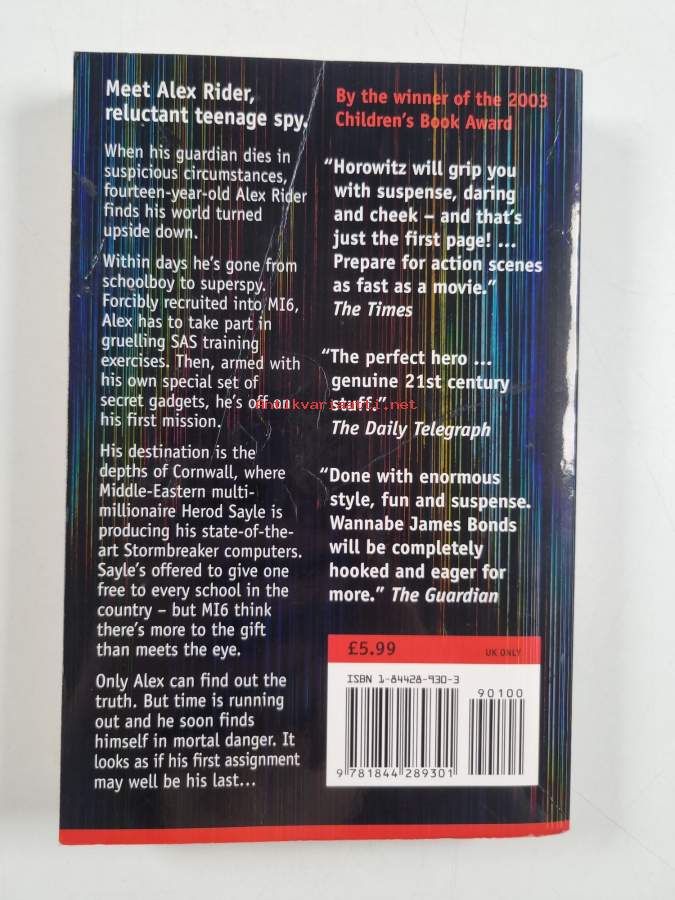 Meet Alex Rider,
reluctant teenage spy.
When his guardian dies in
suspicious circumstances,
fourteen-year-old Alex Rider
finds his world turned
upside down.
Within days he's gone from
schoolboy to superspy.
Forcibly recruited into MI6,
Alex has to take part in
gruelling SAS training
exercises. Then, armed with
his own special set of
secret gadgets, he's off on
his first mission.
His destination is the
depths of Cornwall, where
Middle-Eastern multi-
millionaire Herod Sayle is
producing his state-of-the-
art Stormbreaker computers.
Sayle's offered to give one
free to every school in the
country – but MI6 think
there's more to the gift
than meets the eye.
Only Alex can find out the
truth. But time is running
out and he soon finds
himself in mortal danger. It
looks as if his first assignment
may well be his last...
By the winner of the 2003
Children's Book Award
“Horowitz will grip you
with suspense, daring
and cheek – and that's
just the first page! ...
Prepare for action scenes
as fast as a movie.”
The Times
“The perfect hero ...
genuine 21st century
stuff.”
The Daily Telegraph
“Done with enormous
style, fun and suspense.
Wannabe James Bonds
will be completely
hooked and eager for
more.” The Guardian
£5.99 UK ONLY
ISBN 1-84428-930-3
90100
9 781844 289301
antikvariaatti.net